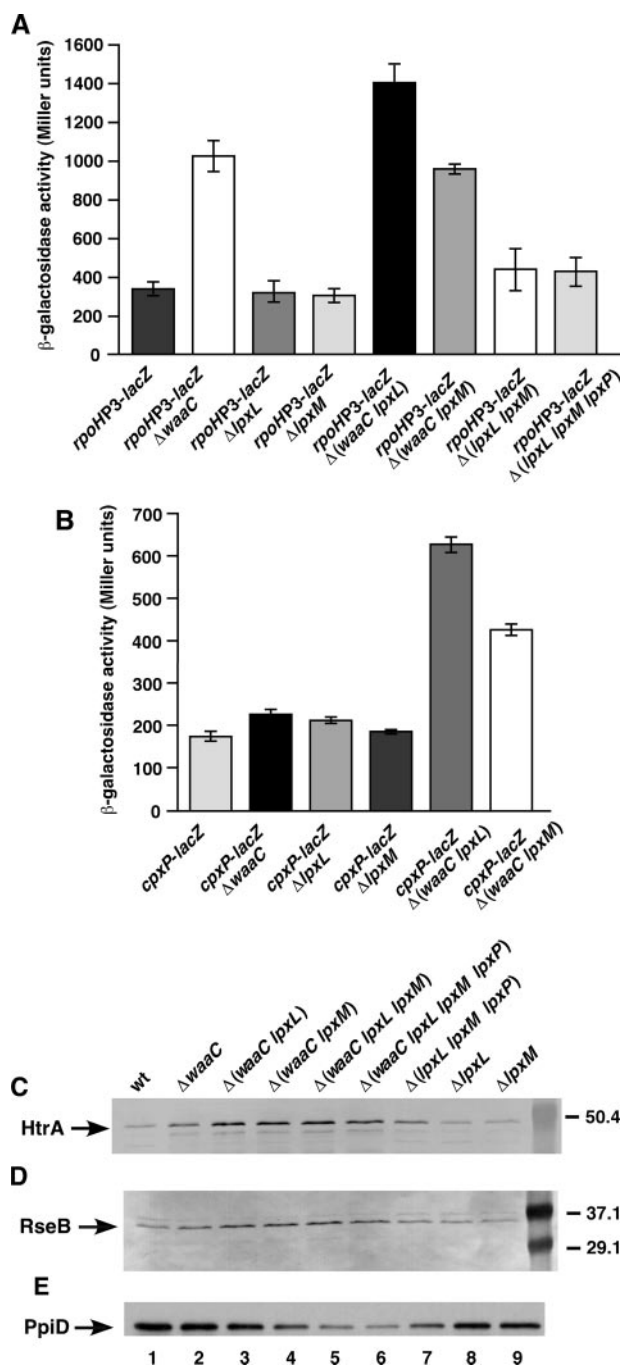 A
β-galactosidase activity (Miller units)
1600
1400
1200
1000
800
600
400
200
0
rpoHP3-lacZ
rpoHP3-lacZ
ΔwaaC
rpoHP3-lacZ
ΔlpxL
rpoHP3-lacZ
ΔlpxM
rpoHP3-lacZ
Δ(waaC lpxL)
rpoHP3-lacZ
Δ(waaC lpxM)
rpoHP3-lacZ
Δ(lpxL lpxM)
rpoHP3-lacZ
Δ(lpxL lpxM lpxP)
B
β-galactosidase activity (Miller units)
700
600
500
400
300
200
100
0
cpxP-lacZ
cpxP-lacZ
ΔwaaC
cpxP-lacZ
ΔlpxL
cpxP-lacZ
ΔlpxM
cpxP-lacZ
Δ(waaC lpxL)
cpxP-lacZ
Δ(waaC lpxM)
wt
ΔwaaC
Δ(waaC lpxL)
Δ(waaC lpxM)
Δ(waaC lpxL lpxM)
Δ(waaC lpxL lpxM lpxP)
Δ(lpxL lpxM lpxP)
ΔlpxL
ΔlpxM
C
HtrA
50.4
D
RseB
37.1
29.1
E
PpiD
1 2 3 4 5 6 7 8 9